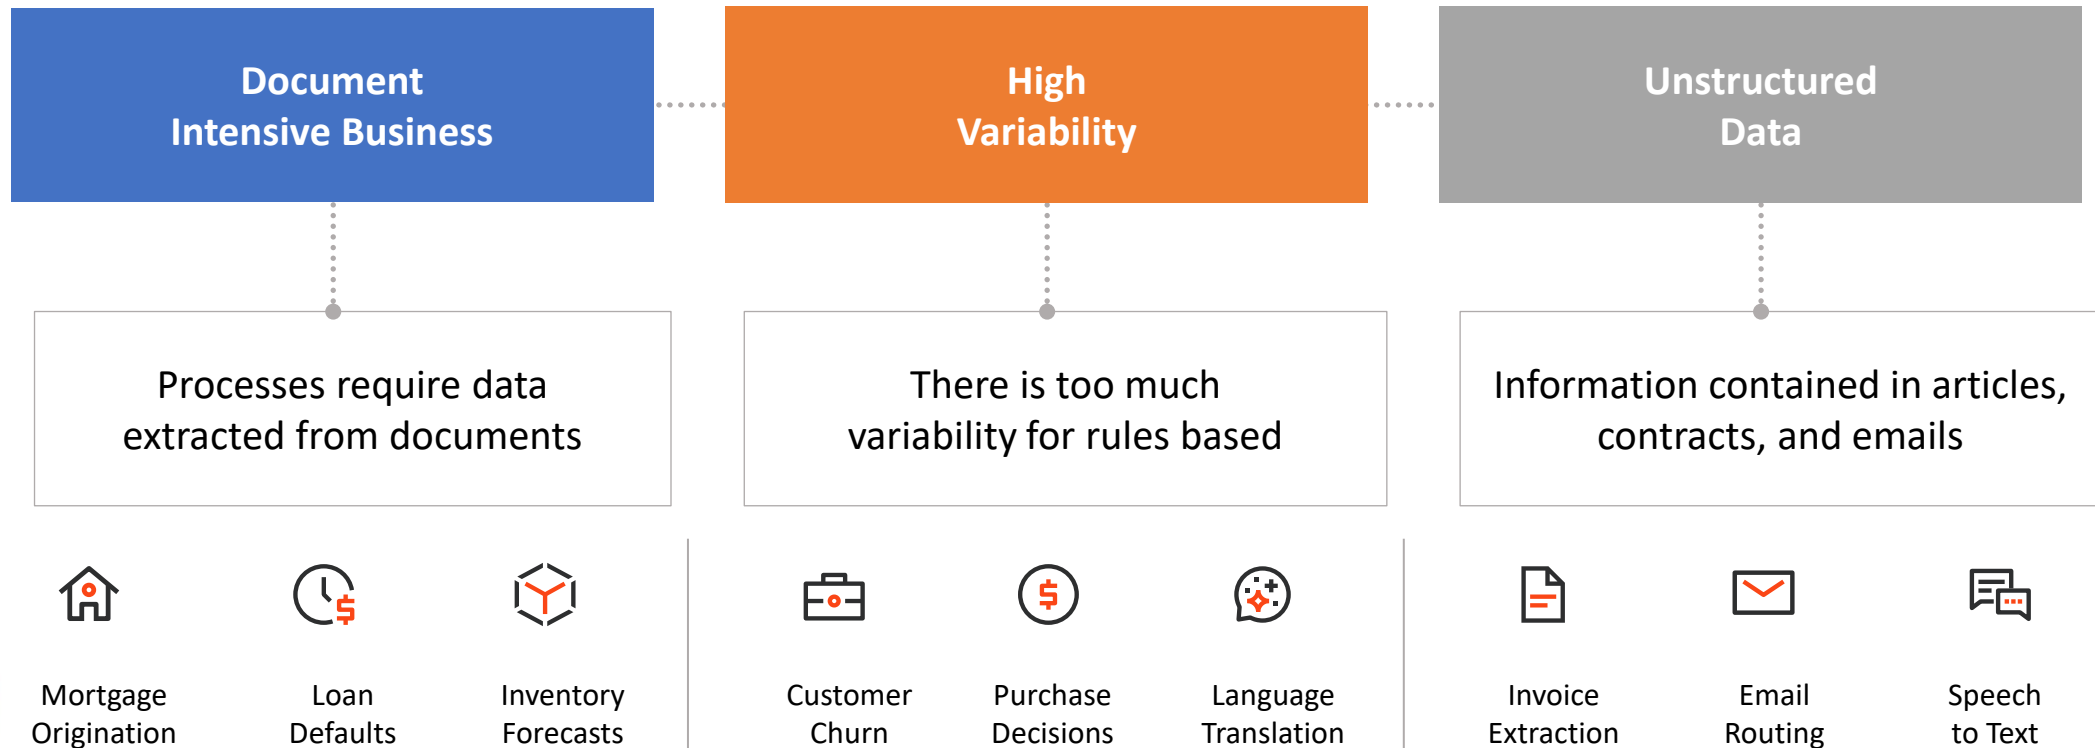 Document
Intensive Business
High
Variability
Unstructured
Data
Processes require data
extracted from documents
There is too much
variability for rules based
Information contained in articles,
contracts, and emails
Mortgage
Origination
Loan
Defaults
Inventory
Forecasts
Customer
Churn
Purchase
Decisions
Language
Translation
Invoice
Extraction
Email
Routing
Speech
to Text